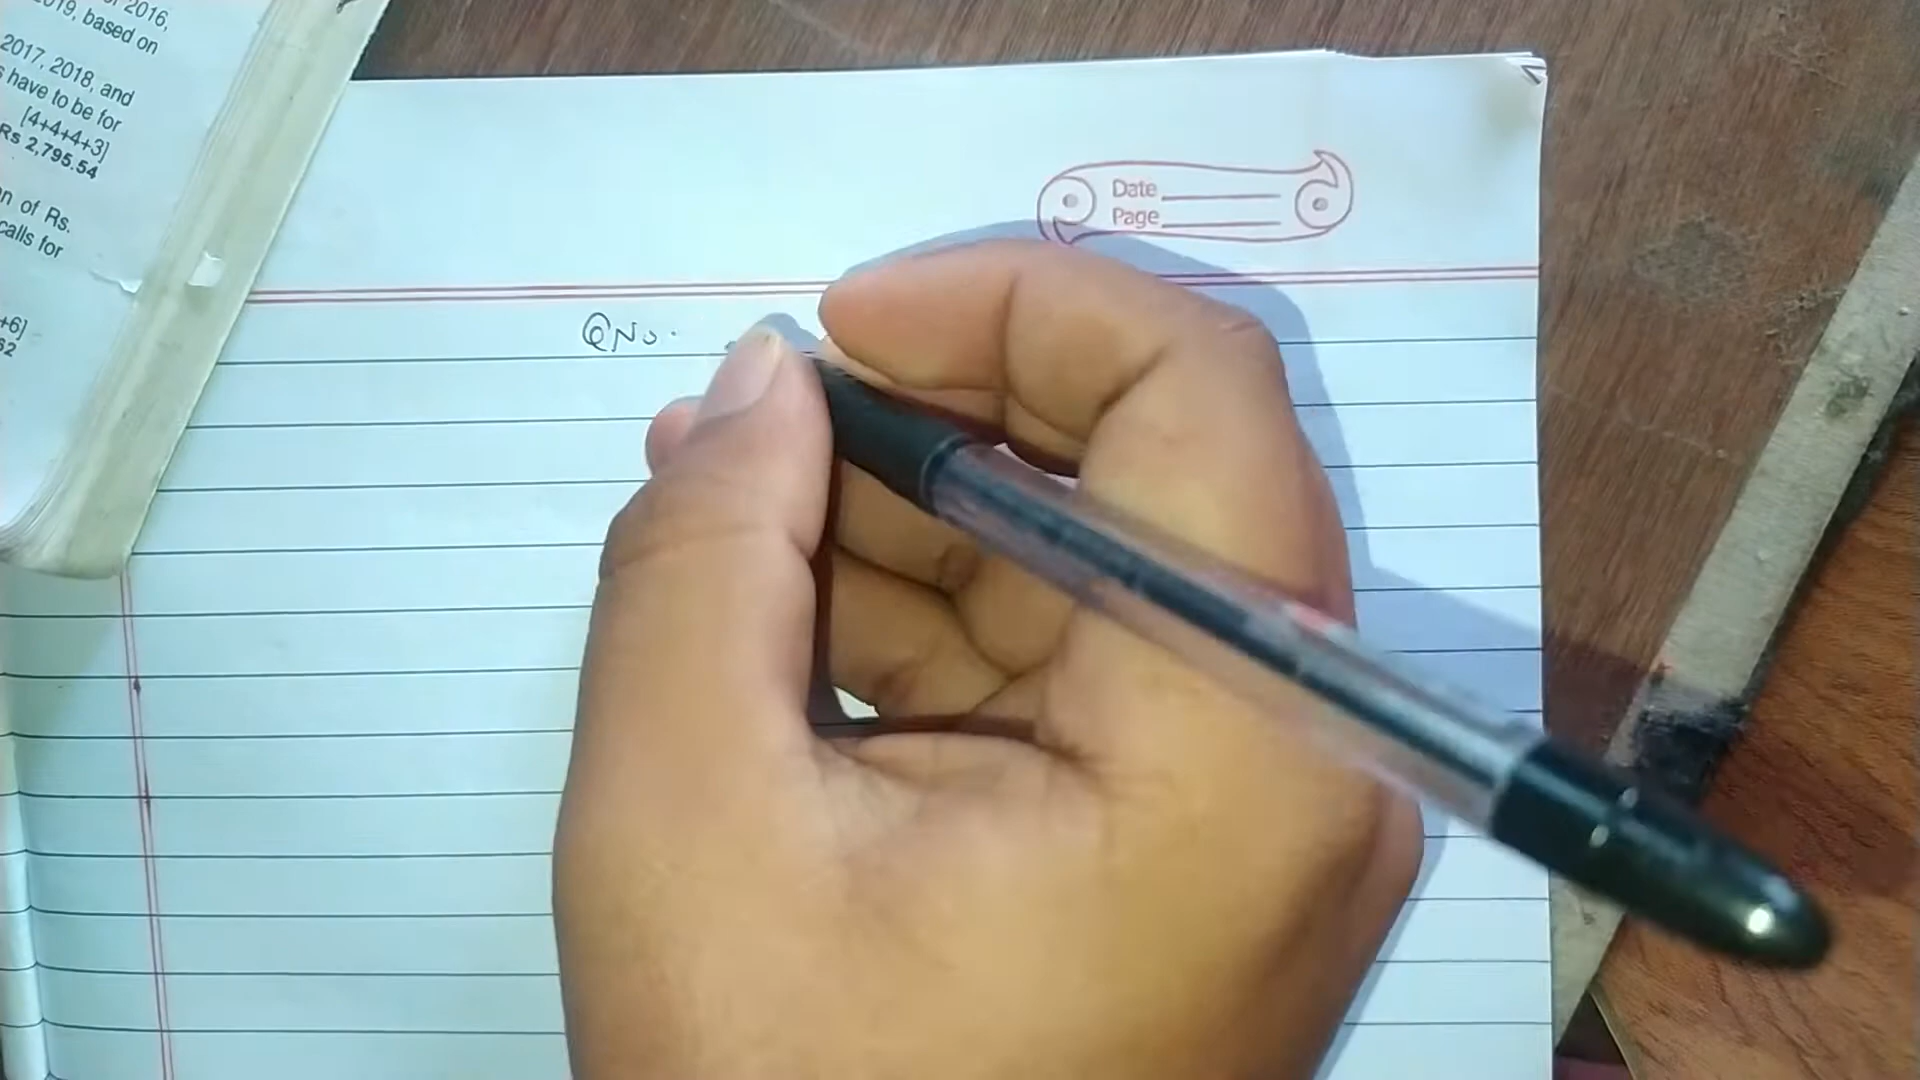 2016,
2019, based on
2017, 2018, and
s have to be for
[4+4+4+3]
Rs 2,795.54
n of Rs.
calls for
+6]
62
Date
Page
QNo.